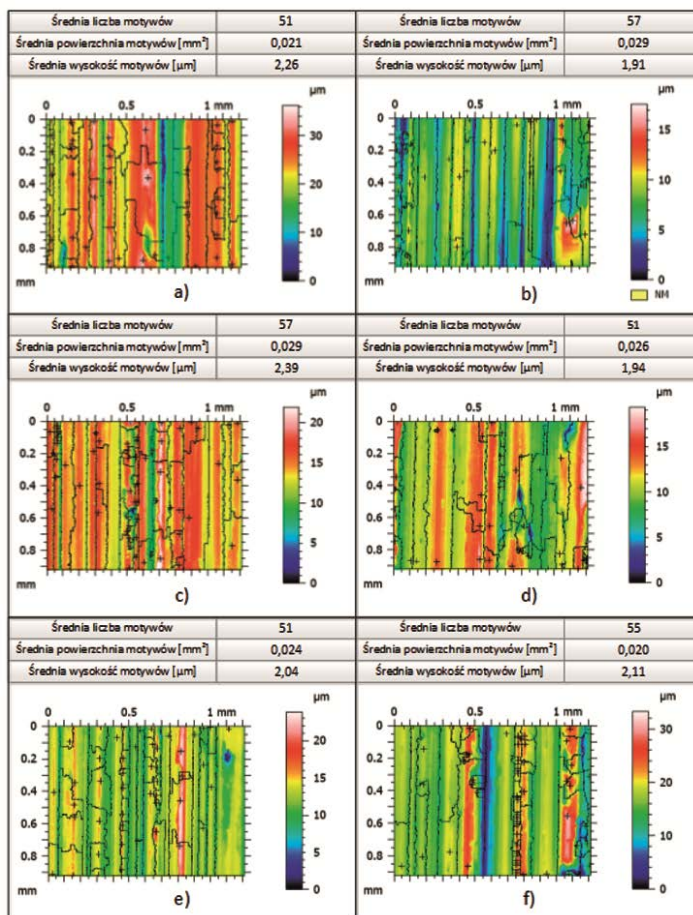 Średnia liczba motywów 51
Średnia powierzchnia motywów [mm²] 0,021
Średnia wysokość motywów [µm] 2,26
0 0.5 1 mm µm
0
0.2
0.4
0.6
0.8
mm
30
20
10
0
a)
Średnia liczba motywów 57
Średnia powierzchnia motywów [mm²] 0,029
Średnia wysokość motywów [µm] 1,91
0 0.5 1 mm µm
0
0.2
0.4
0.6
0.8
mm
15
10
5
0
NM
b)
Średnia liczba motywów 57
Średnia powierzchnia motywów [mm²] 0,029
Średnia wysokość motywów [µm] 2,39
0 0.5 1 mm µm
0
0.2
0.4
0.6
0.8
mm
20
15
10
5
0
c)
Średnia liczba motywów 51
Średnia powierzchnia motywów [mm²] 0,026
Średnia wysokość motywów [µm] 1,94
0 0.5 1 mm µm
0
0.2
0.4
0.6
0.8
mm
15
10
5
0
d)
Średnia liczba motywów 51
Średnia powierzchnia motywów [mm²] 0,024
Średnia wysokość motywów [µm] 2,04
0 0.5 1 mm µm
0
0.2
0.4
0.6
0.8
mm
20
15
10
5
0
e)
Średnia liczba motywów 55
Średnia powierzchnia motywów [mm²] 0,020
Średnia wysokość motywów [µm] 2,11
0 0.5 1 mm µm
0
0.2
0.4
0.6
0.8
mm
30
20
10
0
f)